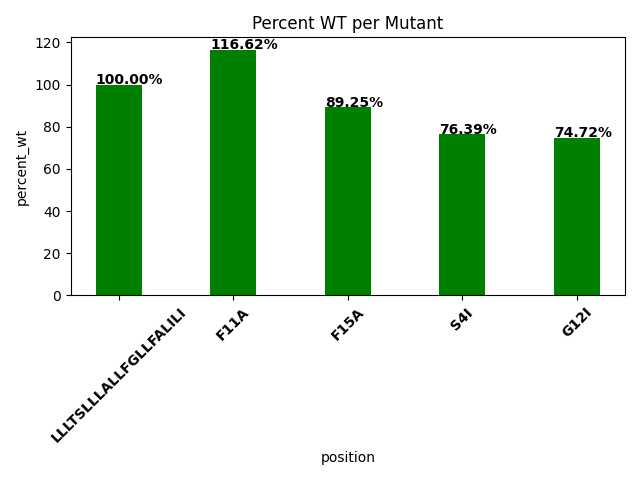 Percent WT per Mutant
120
100
80
60
40
20
0
percent_wt
100.00%
116.62%
89.25%
76.39%
74.72%
LLLTSLLLALLFGLLFALILI
F11A
F15A
S4I
G12I
position